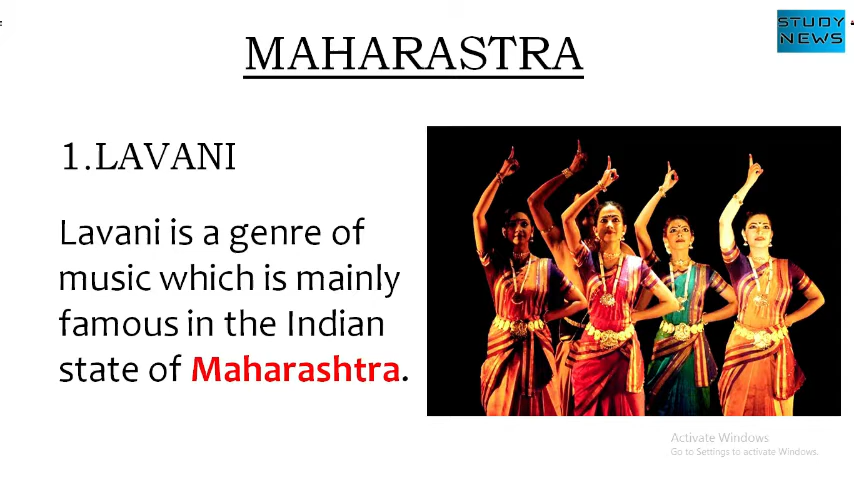 STUDY
NEWS
MAHARASTRA
1.LAVANI
Lavani is a genre of
music which is mainly
famous in the Indian
state of Maharashtra.
Activate Windows
Go to Settings to activate Windows.